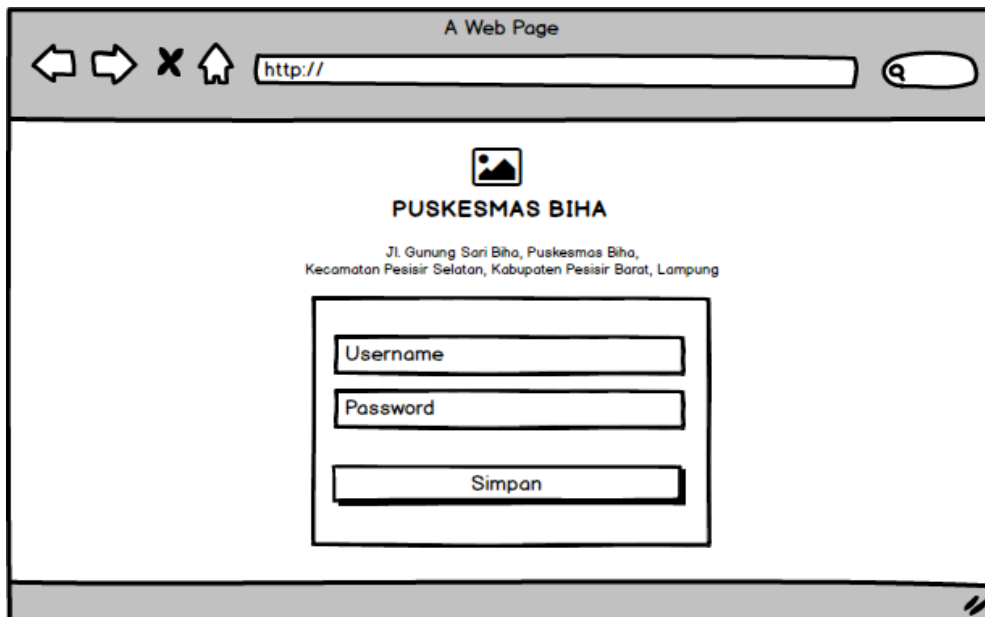 A Web Page
http://
PUSKESMAS BIHA
Jl. Gunung Sari Biha, Puskesmas Biha,
Kecamatan Pesisir Selatan, Kabupaten Pesisir Barat, Lampung
Username
Password
Simpan